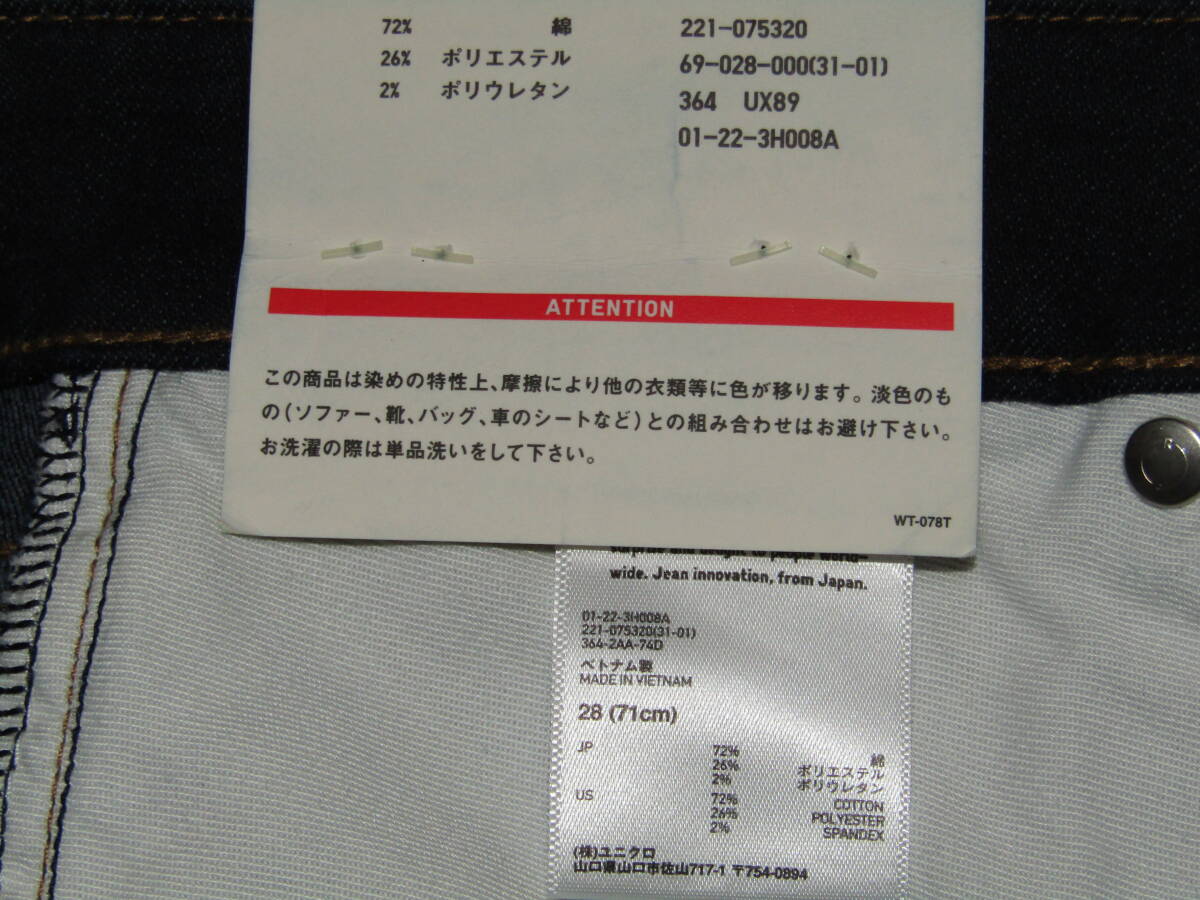 72% 綿
26% ポリエステル
2% ポリウレタン
221-075320
69-028-000(31-01)
364 UX89
01-22-3H008A
ATTENTION
この商品は染めの特性上、摩擦により他の衣類等に色が移ります。淡色のも
の(ソファー、靴、バッグ、車のシートなど)との組み合わせはお避け下さい。
お洗濯の際は単品洗いをして下さい。
WT-078T
surprise and delight to people world-
wide. Jean innovation, from Japan.
01-22-3H008A
221-075320(31-01)
364-2AA-74D
ベトナム製
MADE IN VIETNAM
28 (71cm)
JP 72% 綿
26% ポリエステル
2% ポリウレタン
US 72% COTTON
26% POLYESTER
2% SPANDEX
(株)ユニクロ
山口県山口市佐山717-1 〒754-0894